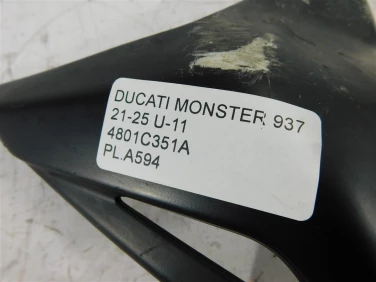 DUCATI MONSTER 937
21-25 U-11
4801C351A
PL.A594